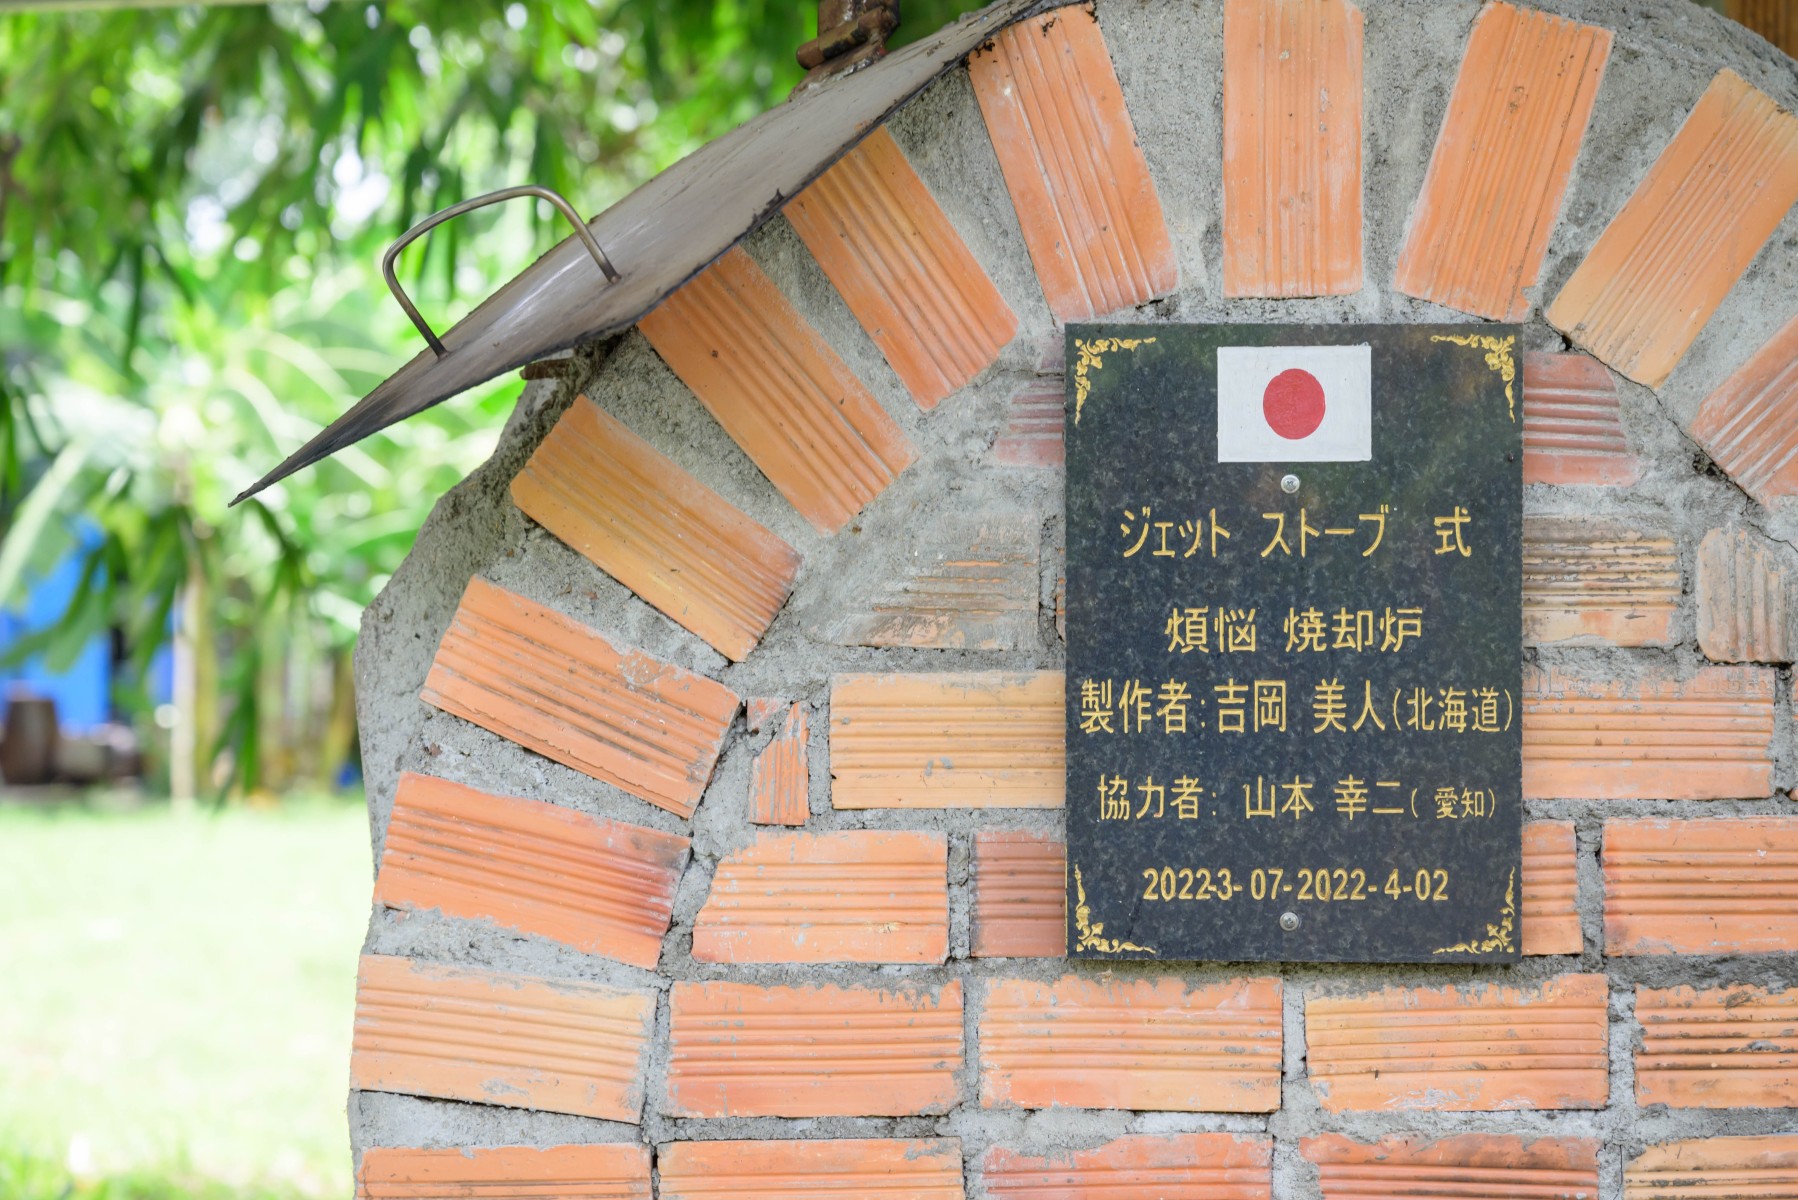 ジェット ストーブ 式
煩悩 焼却炉
製作者:吉岡 美人(北海道)
協力者: 山本 幸二( 愛知)
2022-3-07-2022-4-02